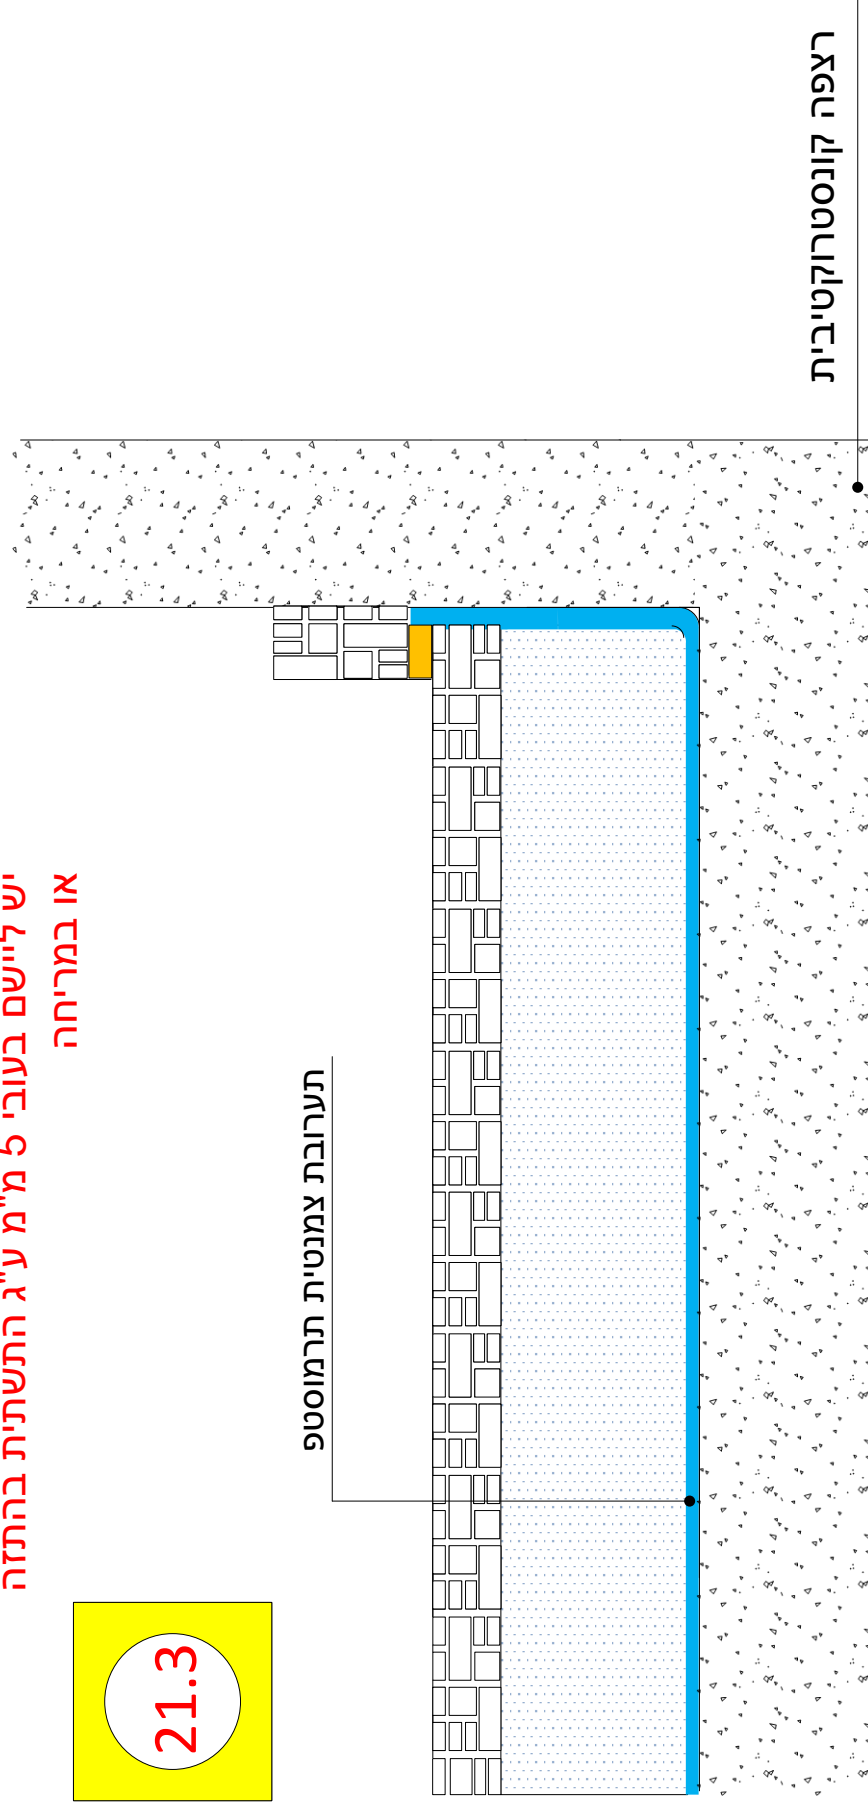 יש ליישם בעובי 5 מ"מ ע"ג התשתית בהתזה
או במריחה
תערובת צמנטית תרמוסטפ
רצפה קונסטרוקטיבית
21.3